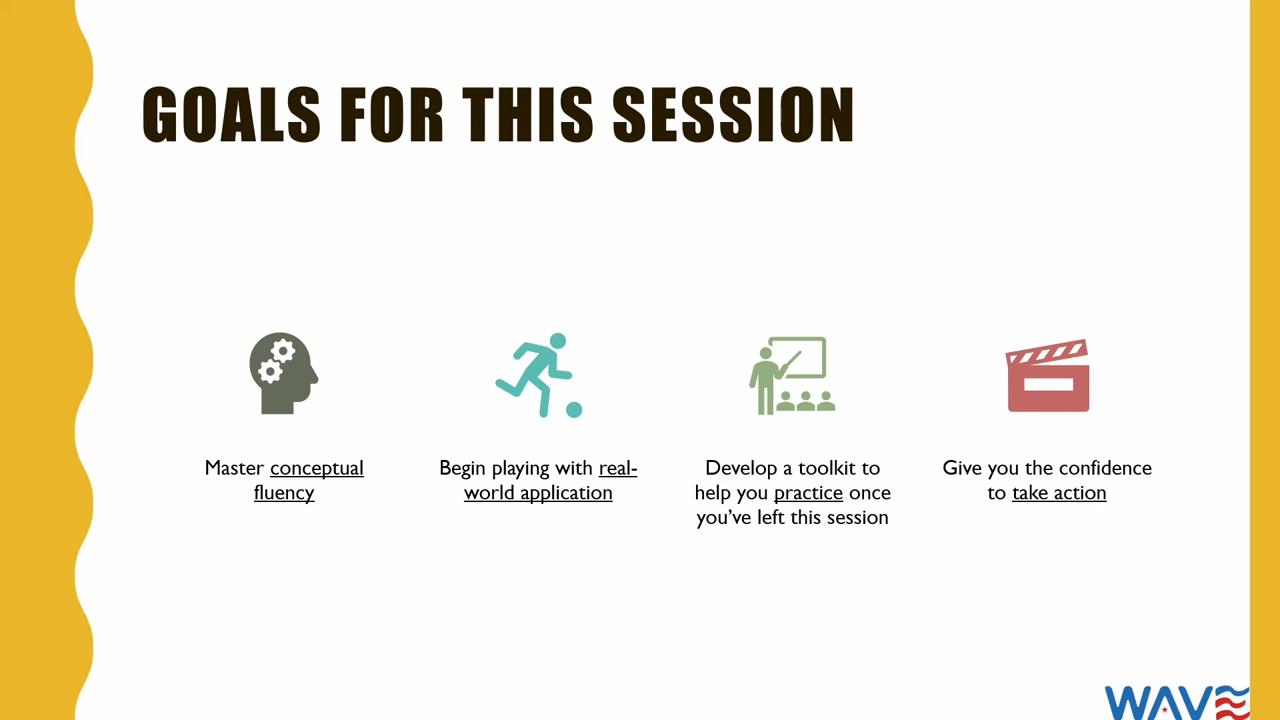 GOALS FOR THIS SESSION
Master conceptual
fluency
Begin playing with real-
world application
Develop a toolkit to
help you practice once
you've left this session
Give you the confidence
to take action
WAVE